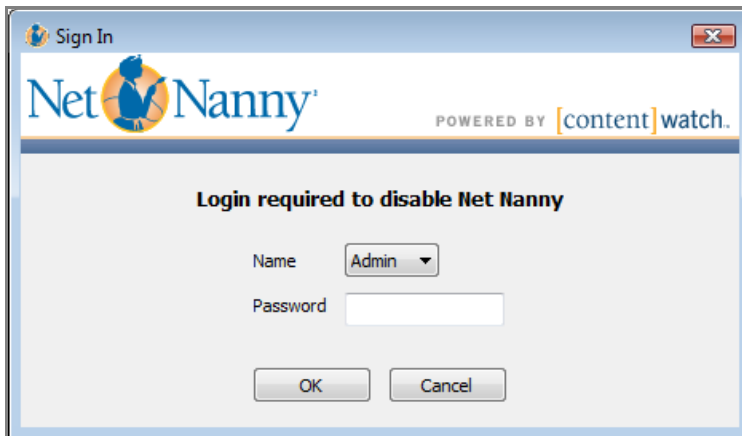 Sign In
Net Nanny
POWERED BY [content]watch.
Login required to disable Net Nanny
Name Admin
Password
OK Cancel